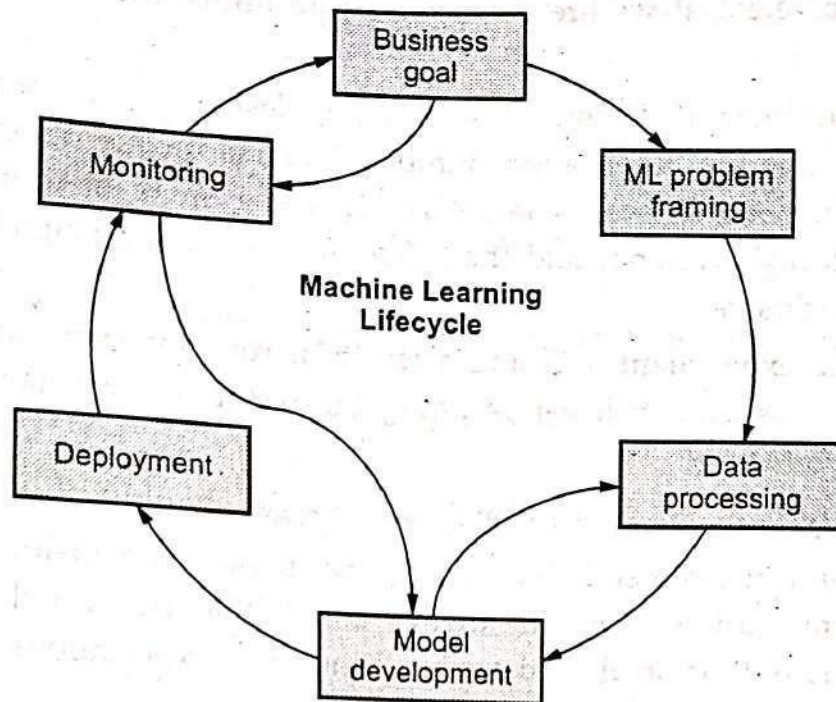 Business
goal
Monitoring
ML problem
framing
Machine Learning
Lifecycle
Deployment
Data
processing
Model
development